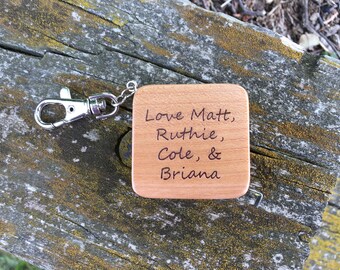 Love Matt,
Ruthie,
Cole, &
Briana